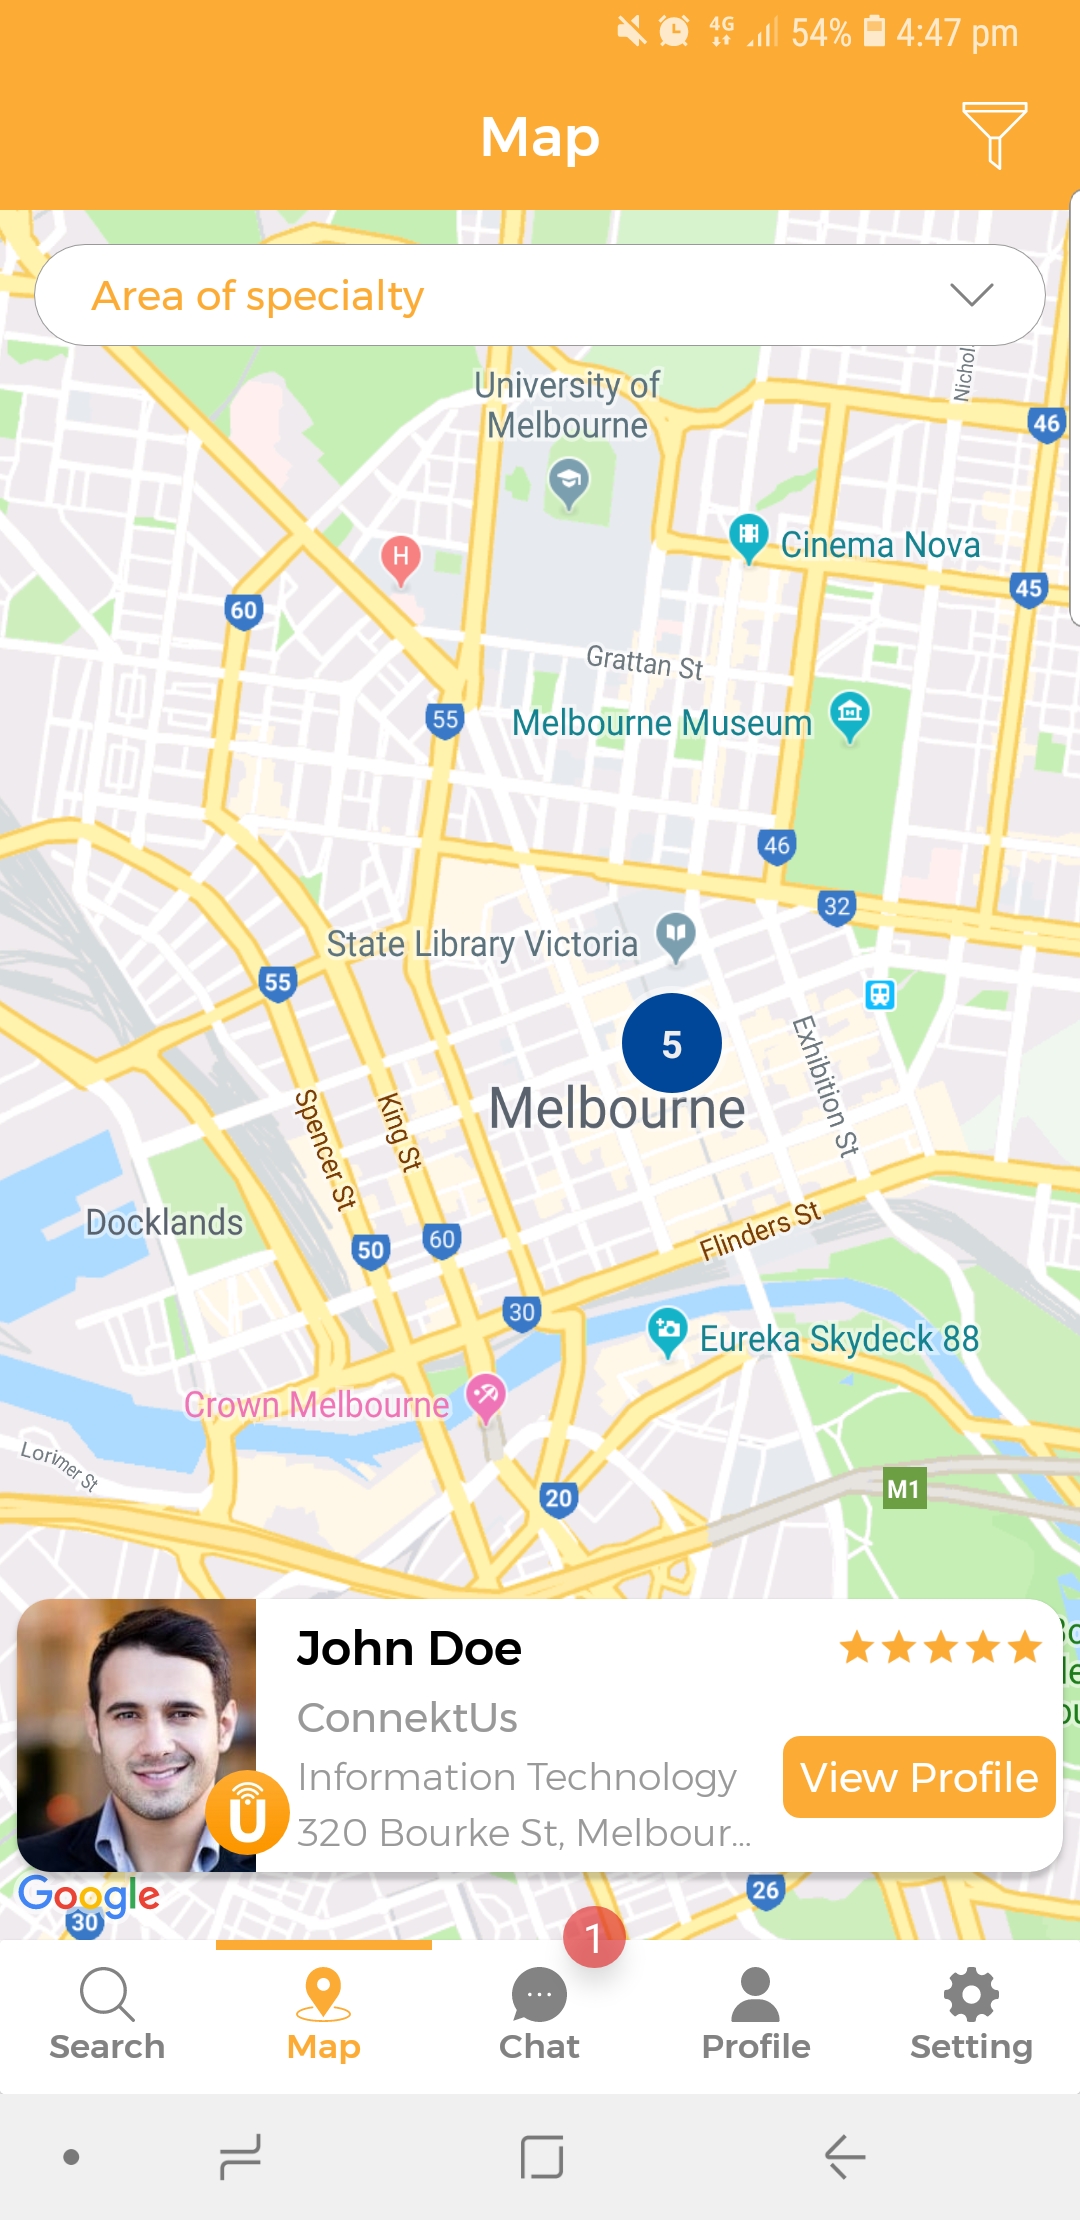 4G 54% 4:47 pm
Map
Area of specialty
Nichol
University of
Melbourne
46
H
Cinema Nova
45
60
Grattan St
55
Melbourne Museum
46
32
State Library Victoria
55
5
Exhibition St
Melbourne
Spencer St
King St
Docklands
Flinders St
50
60
30
Eureka Skydeck 88
Crown Melbourne
Lorimer St
M1
20
John Doe
ConnektUs
Information Technology
View Profile
U
320 Bourke St, Melbour...
Google
26
30
1
Search
Map
Chat
Profile
Setting